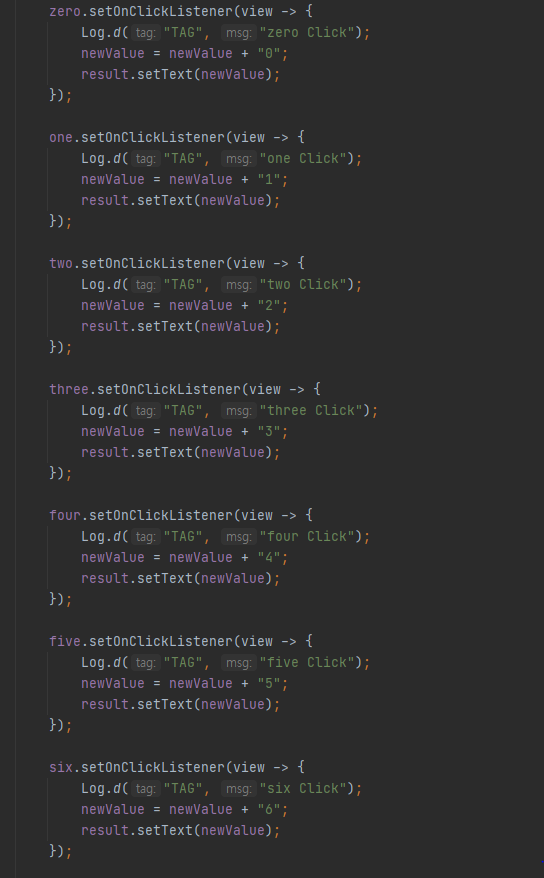 zero.setOnClickListener(view -> {
Log.d( tag: "TAG", msg: "zero Click");
newValue = newValue + "0";
result.setText(newValue);
});
one.setOnClickListener(view -> {
Log.d( tag: "TAG", msg: "one Click");
newValue = newValue + "1";
result.setText(newValue);
});
two.setOnClickListener(view -> {
Log.d( tag: "TAG", msg: "two Click");
newValue = newValue + "2";
result.setText(newValue);
});
three.setOnClickListener(view -> {
Log.d( tag: "TAG", msg: "three Click");
newValue = newValue + "3";
result.setText(newValue);
});
four.setOnClickListener(view -> {
Log.d( tag: "TAG", msg: "four Click");
newValue = newValue + "4";
result.setText(newValue);
});
five.setOnClickListener(view -> {
Log.d( tag: "TAG", msg: "five Click");
newValue = newValue + "5";
result.setText(newValue);
});
six.setOnClickListener(view -> {
Log.d( tag: "TAG", msg: "six Click");
newValue = newValue + "6";
result.setText(newValue);
});